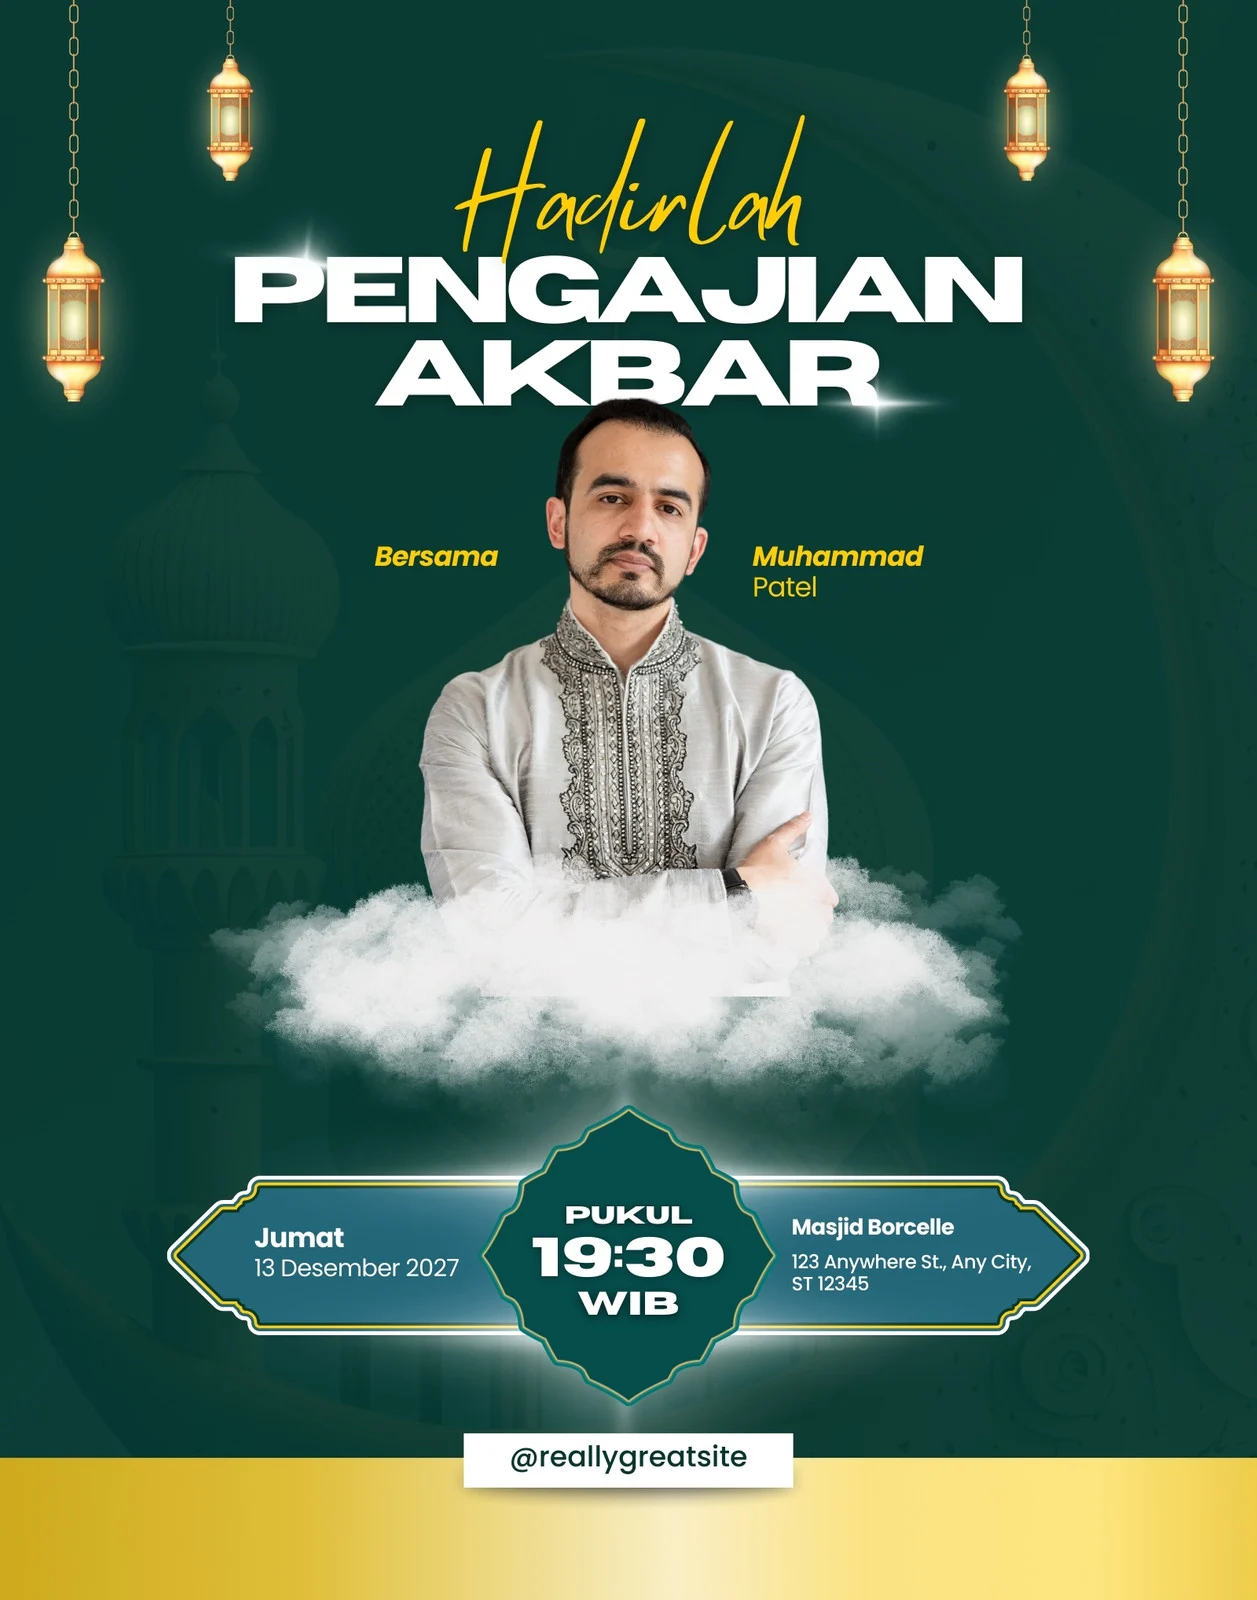 Hadirlah
PENGAJIAN
AKBAR
Bersama
Muhammad
Patel
Jumat
13 Desember 2027
PUKUL
19:30
WIB
Masjid Borcelle
123 Anywhere St., Any City,
ST 12345
@reallygreatsite